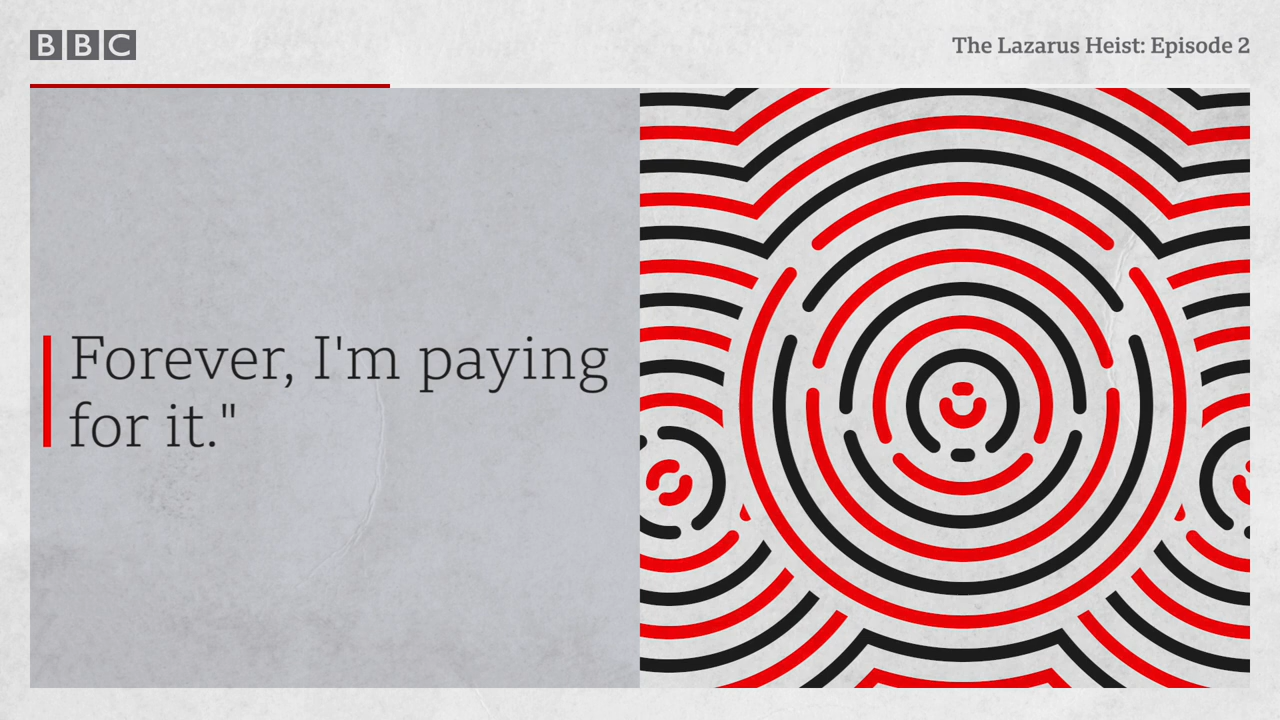 BBC
The Lazarus Heist: Episode 2
Forever, I'm paying
for it."